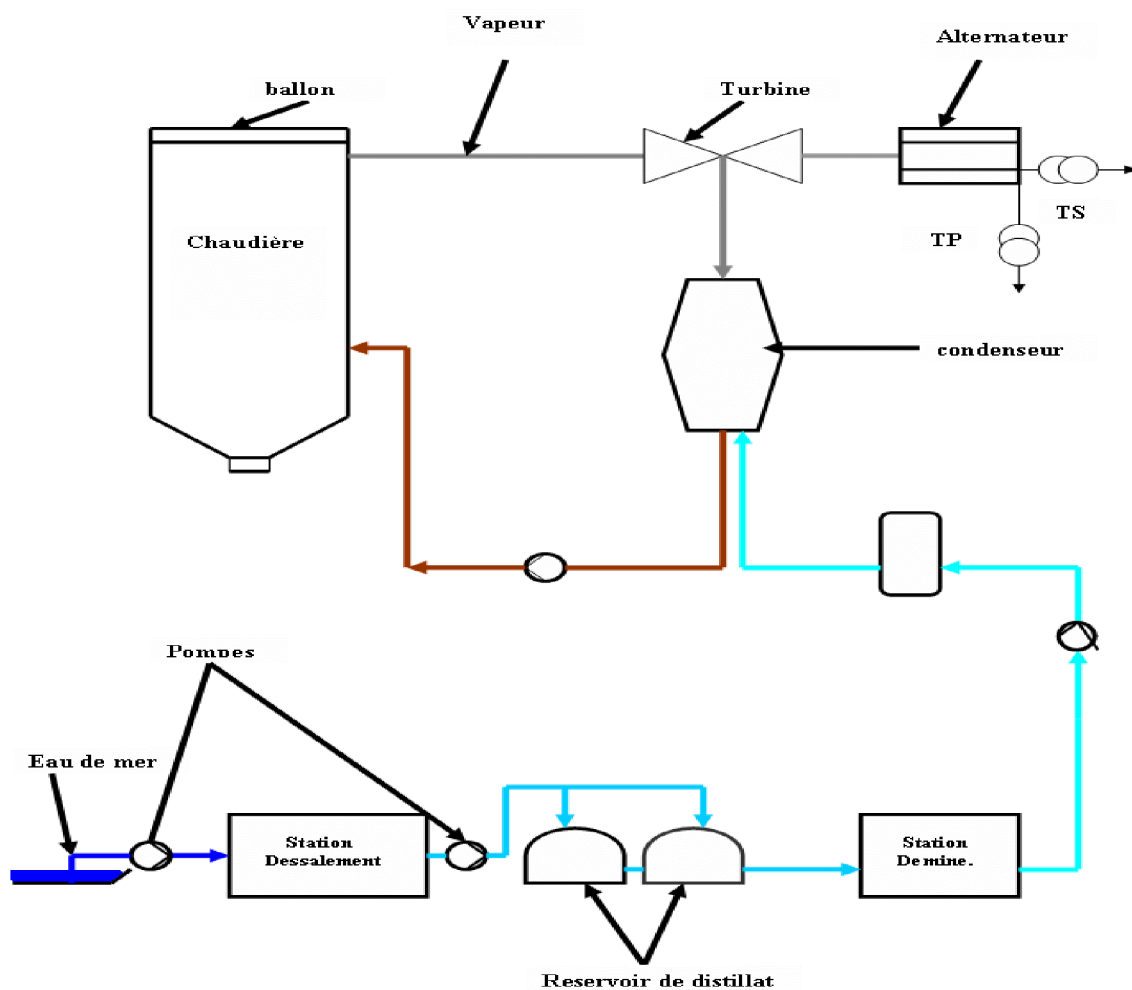 Vapeur
Alternateur
ballon
Turbine
TS
Chaudière
TP
condenseur
Pompes
Eau de mer
Station
Dessalement
Station
Demine.
Reservoir de distillat